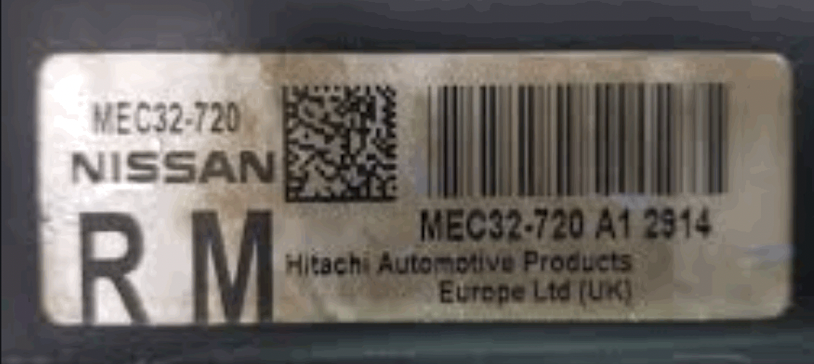 MEC32-720
NISSAN
R M
MEC32-720 A1 2914
Hitachi Automotive Products
Europe Ltd (UK)